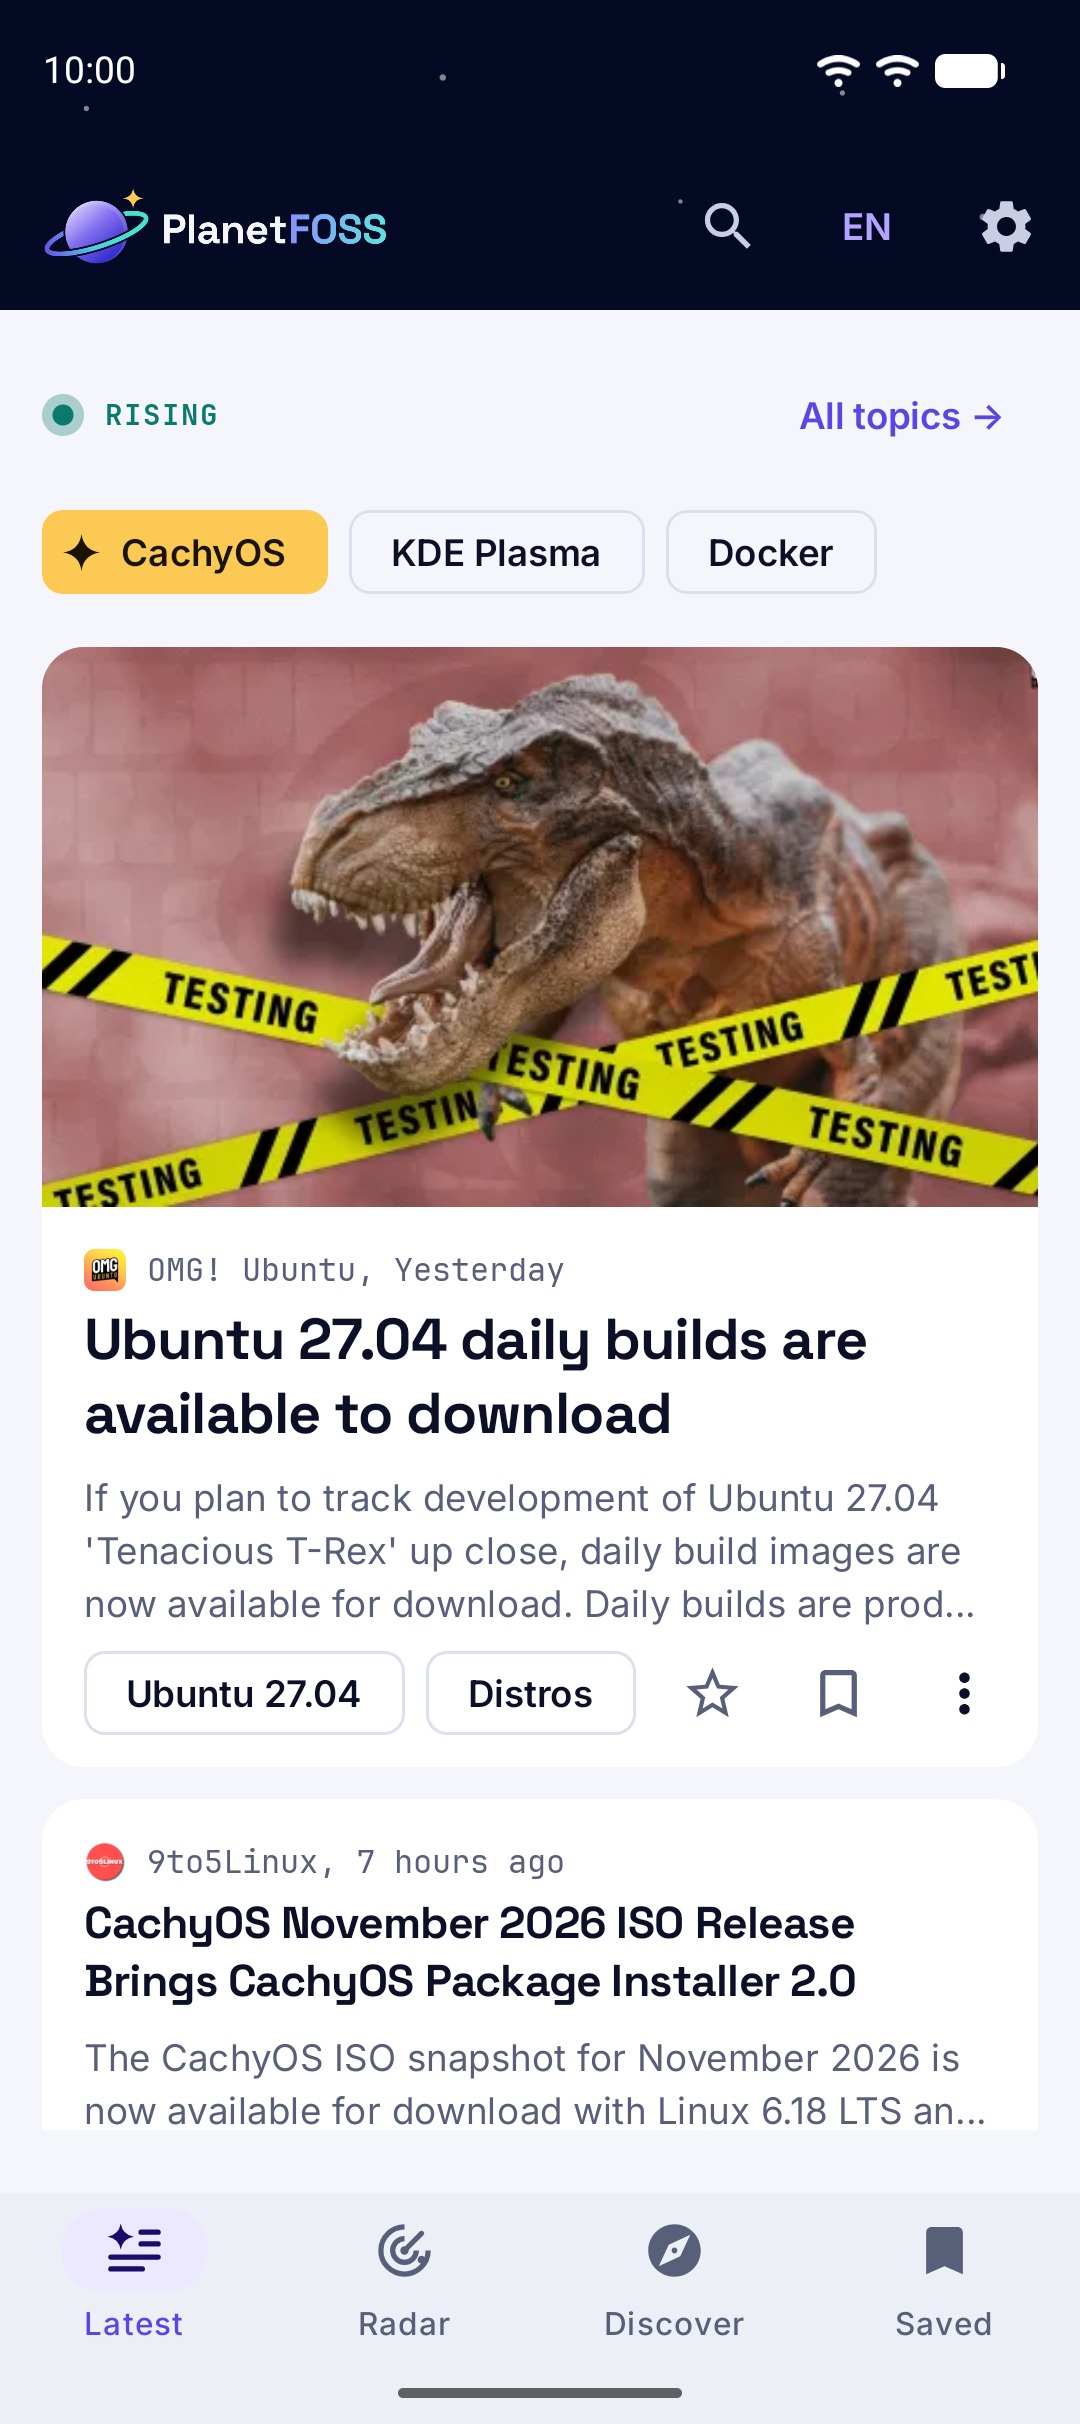 10:00
PlanetFOSS
EN
RISING
All topics →
CachyOS
KDE Plasma
Docker
TESTING
TESTING
TESTING
TESTI
TESTIN
TESTING
TESTING
OMG UBUNTU
OMG! Ubuntu, Yesterday
Ubuntu 27.04 daily builds are
available to download
If you plan to track development of Ubuntu 27.04
'Tenacious T-Rex' up close, daily build images are
now available for download. Daily builds are prod...
Ubuntu 27.04
Distros
9TO5LINUX
9to5Linux, 7 hours ago
CachyOS November 2026 ISO Release
Brings CachyOS Package Installer 2.0
The CachyOS ISO snapshot for November 2026 is
now available for download with Linux 6.18 LTS an...
Latest
Radar
Discover
Saved